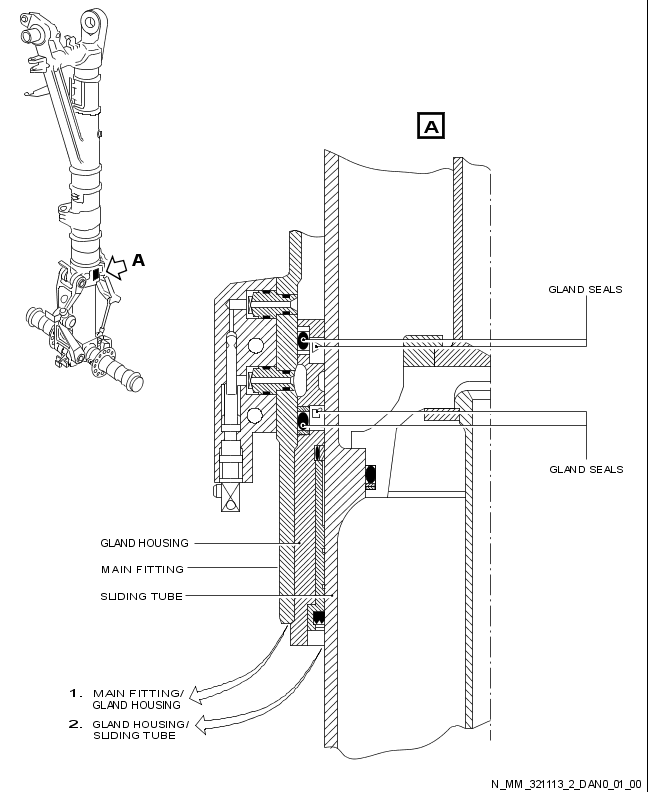 A
A
GLAND SEALS
GLAND SEALS
GLAND HOUSING
MAIN FITTING
SLIDING TUBE
1. MAIN FITTING/
GLAND HOUSING
2. GLAND HOUSING/
SLIDING TUBE
N_MM_321113_2_DAN0_01_00